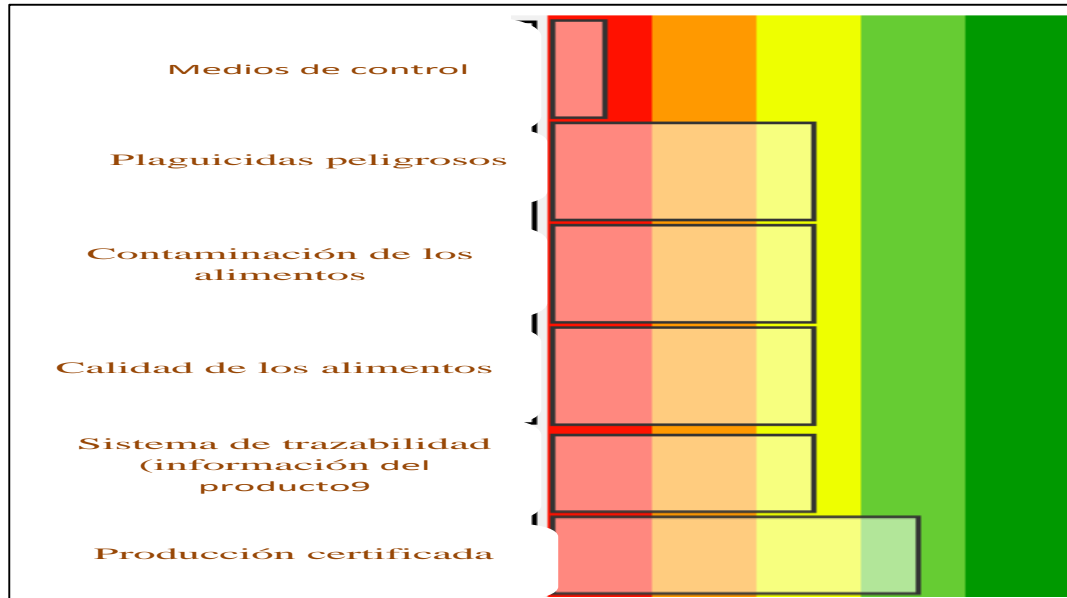 Medios de control
Plaguicidas peligrosos
Contaminación de los
alimentos
Calidad de los alimentos
Sistema de trazabilidad
(información del
producto9
Producción certificada